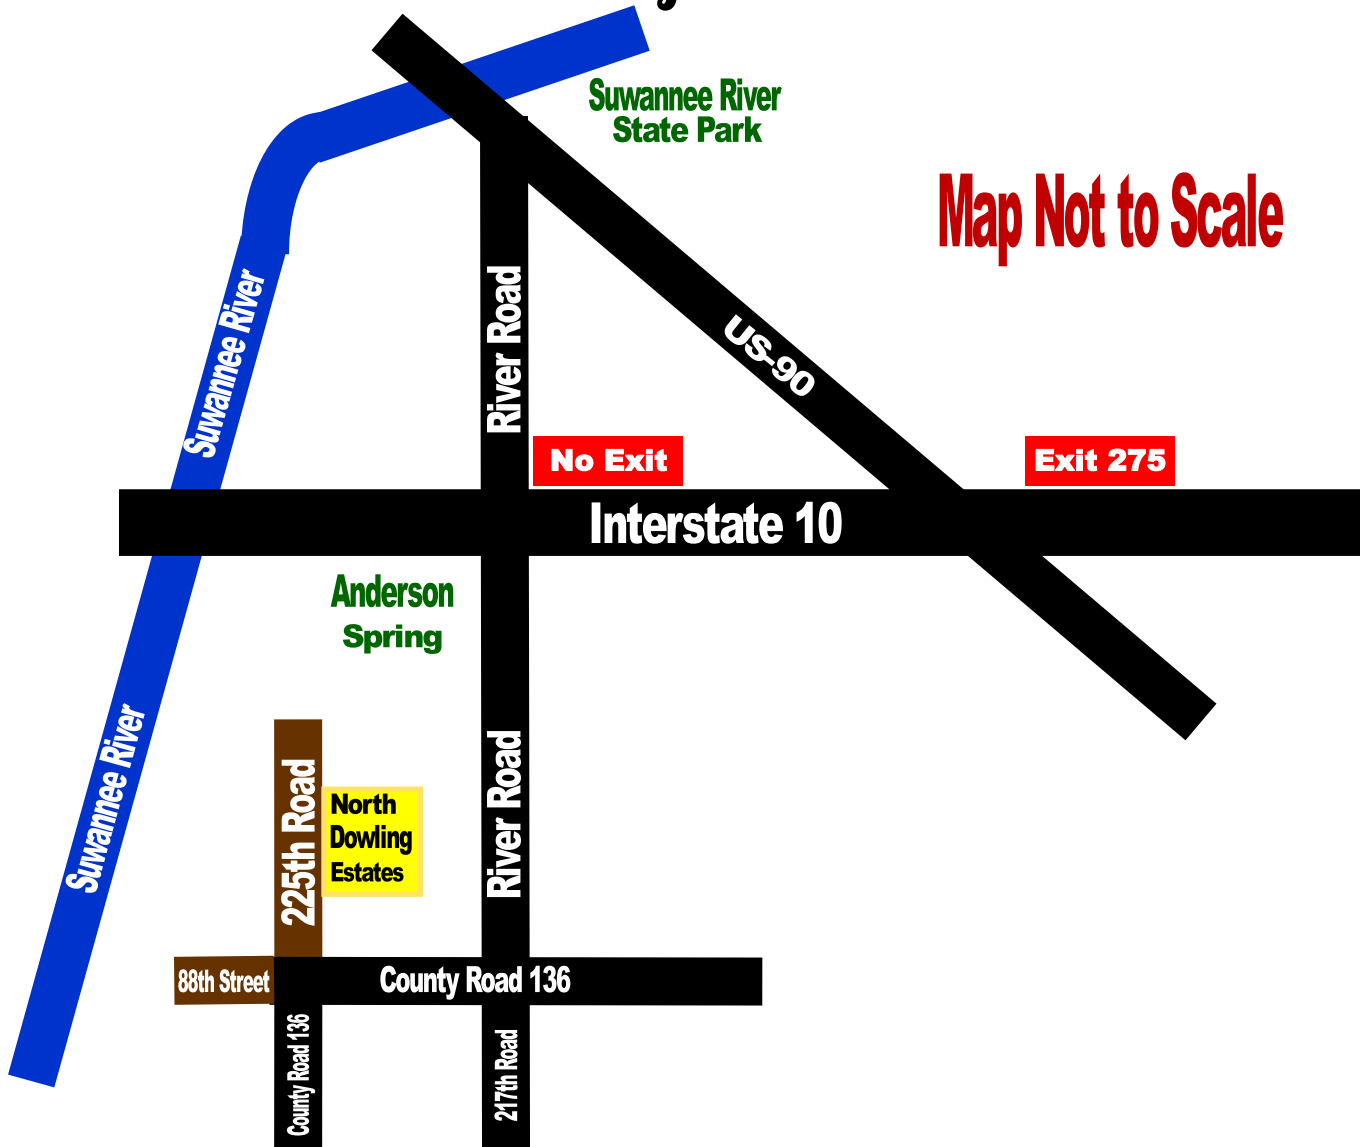 Suwannee River
State Park
Map Not to Scale
Suwannee River
River Road
US-90
No Exit
Exit 275
Interstate 10
Anderson
Spring
Suwannee River
225th Road
North
Dowling
Estates
River Road
88th Street
County Road 136
County Road 136
217th Road